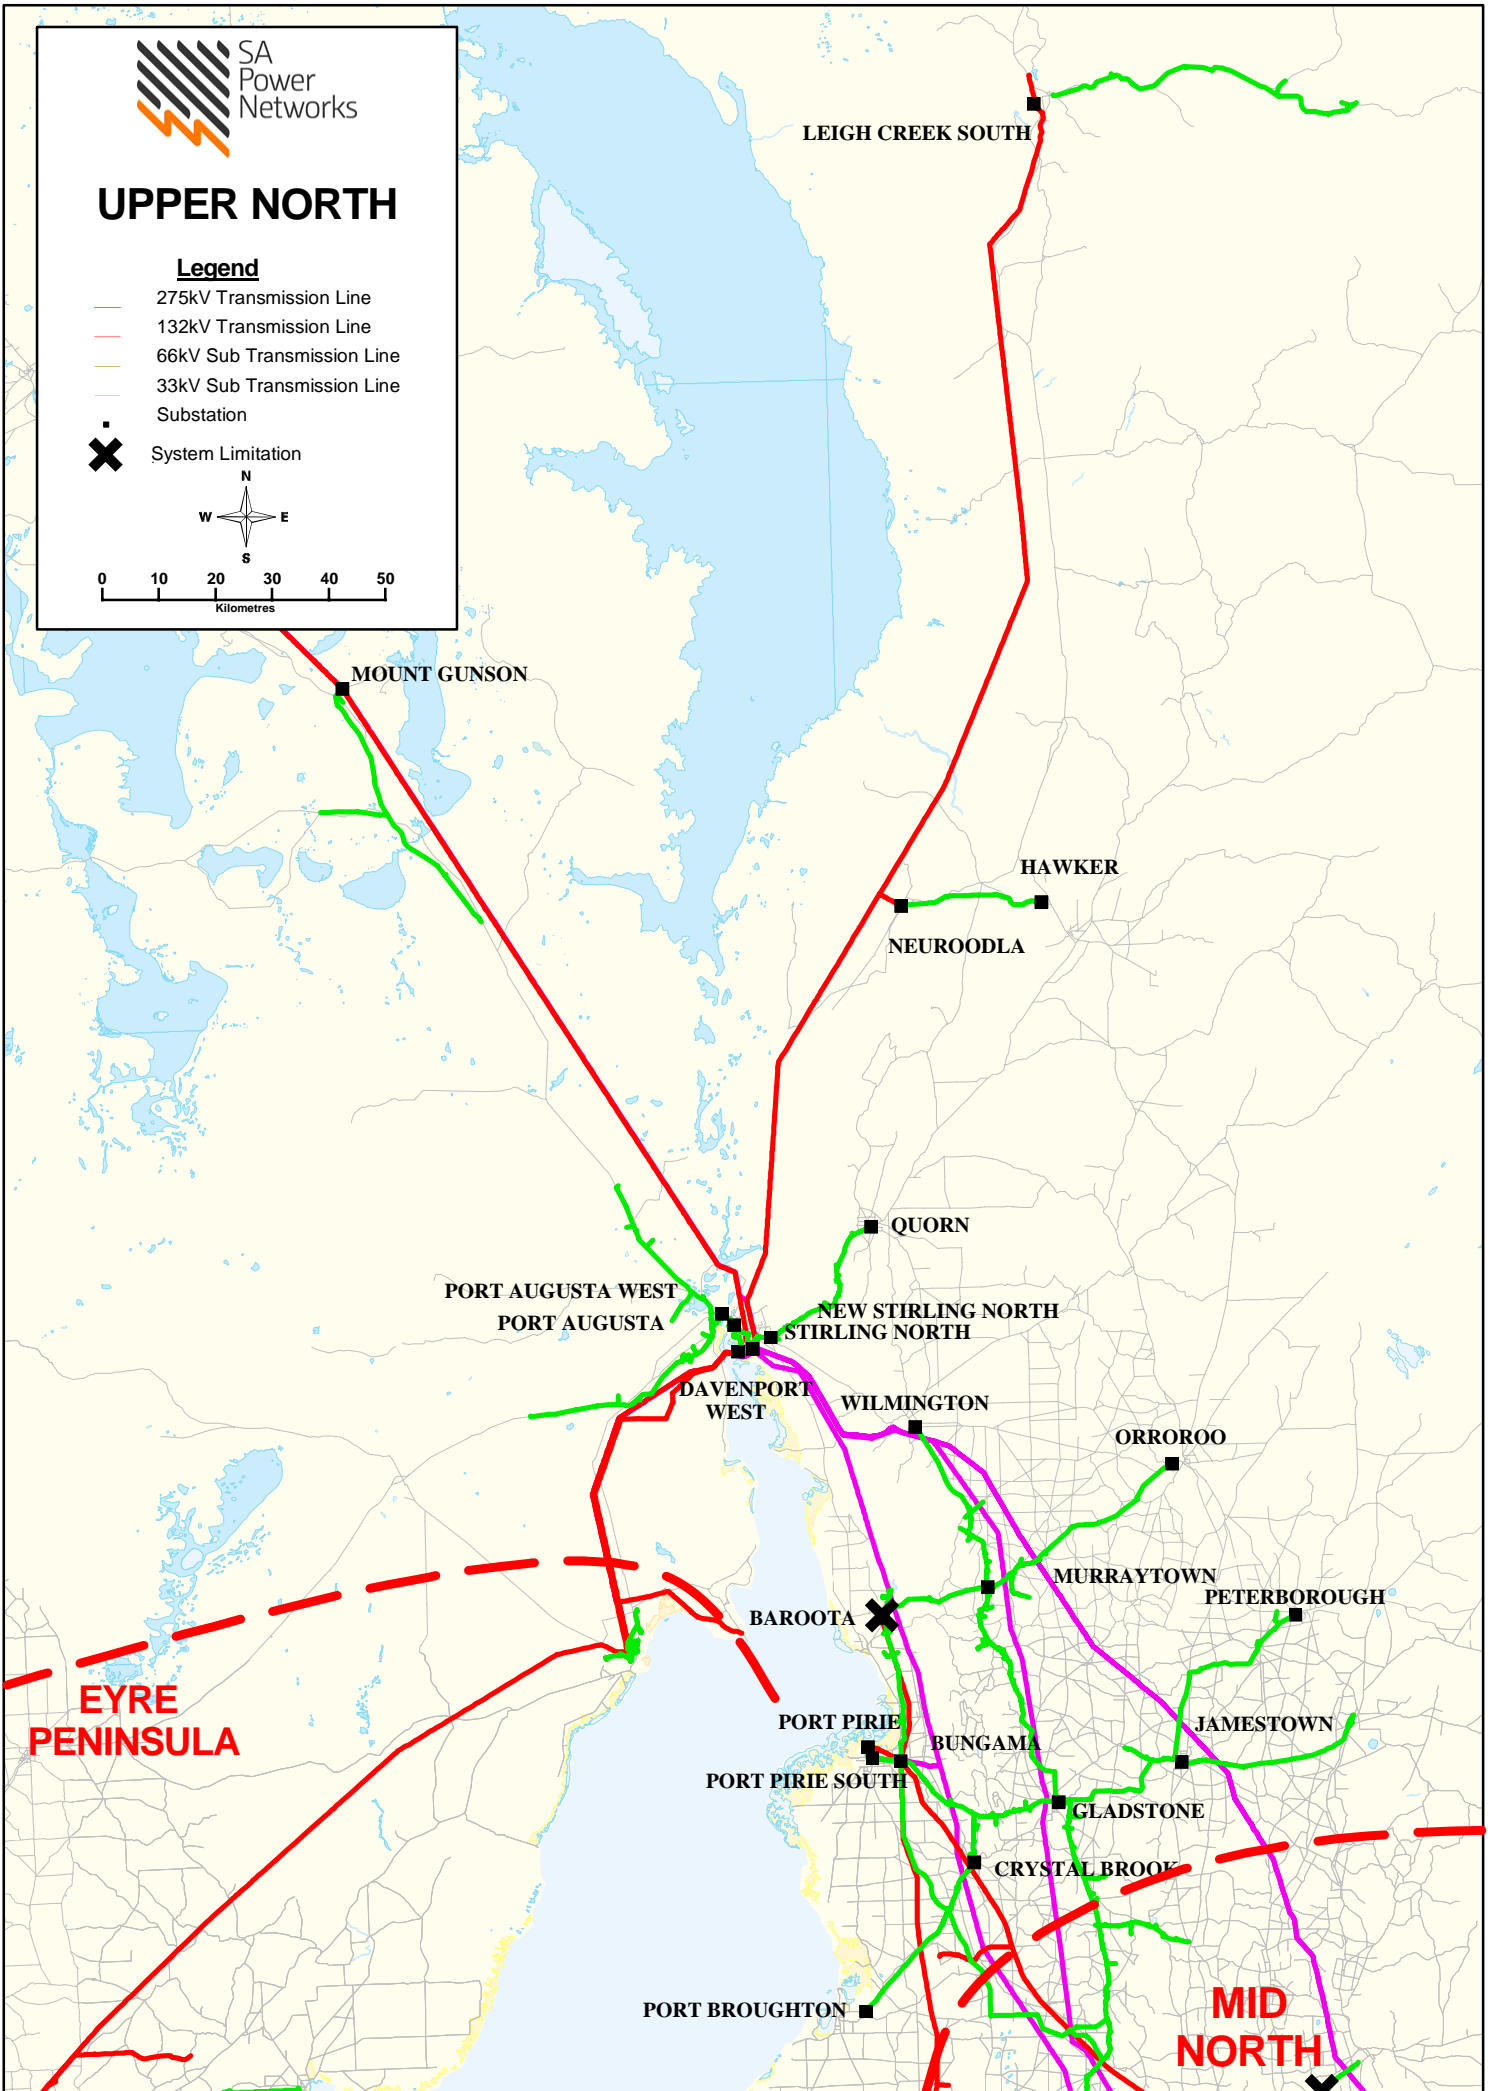 SA
Power
Networks
UPPER NORTH
Legend
275kV Transmission Line
132kV Transmission Line
66kV Sub Transmission Line
33kV Sub Transmission Line
Substation
System Limitation
N
W E
S
0 10 20 30 40 50
Kilometres
LEIGH CREEK SOUTH
MOUNT GUNSON
HAWKER
NEUROODLA
QUORN
PORT AUGUSTA WEST
NEW STIRLING NORTH
PORT AUGUSTA
STIRLING NORTH
DAVENPORT
WEST
WILMINGTON
ORROROO
MURRAYTOWN
PETERBOROUGH
BAROOTA
EYRE
PENINSULA
PORT PIRIE
BUNGAMA
JAMESTOWN
PORT PIRIE SOUTH
GLADSTONE
CRYSTAL BROOK
PORT BROUGHTON
MID
NORTH